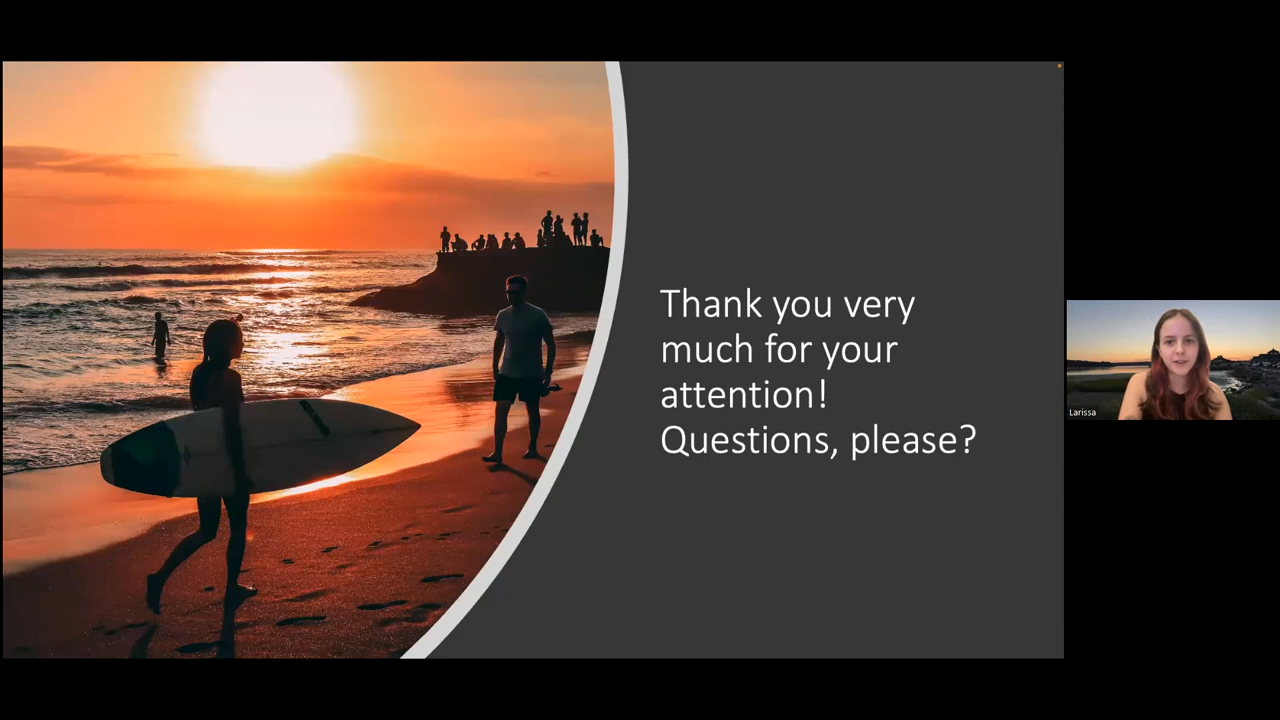 Thank you very
much for your
attention!
Questions, please?
Larissa